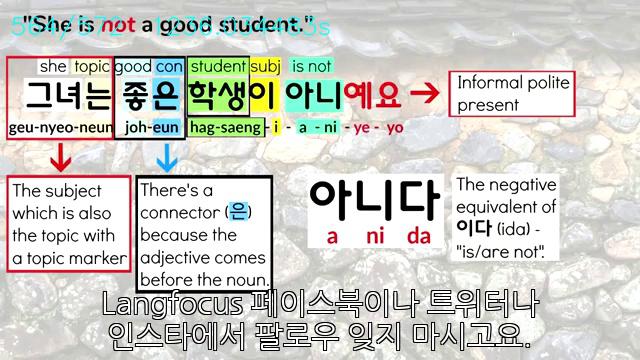 "She is not a good student."
she topic good con student subj is not
그녀는 좋은 학생이 아니예요 → Informal polite present
geu-nyeo-neun joh-eun hag-saeng - i - a - ni - ye - yo
The subject which is also the topic with a topic marker
There's a connector (은) because the adjective comes before the noun.
아니다
a ni da
The negative equivalent of 이다 (ida) - "is/are not".
Langfocus 페이스북이나 트위터나
인스타에서 팔로우 잊지 마시고요.